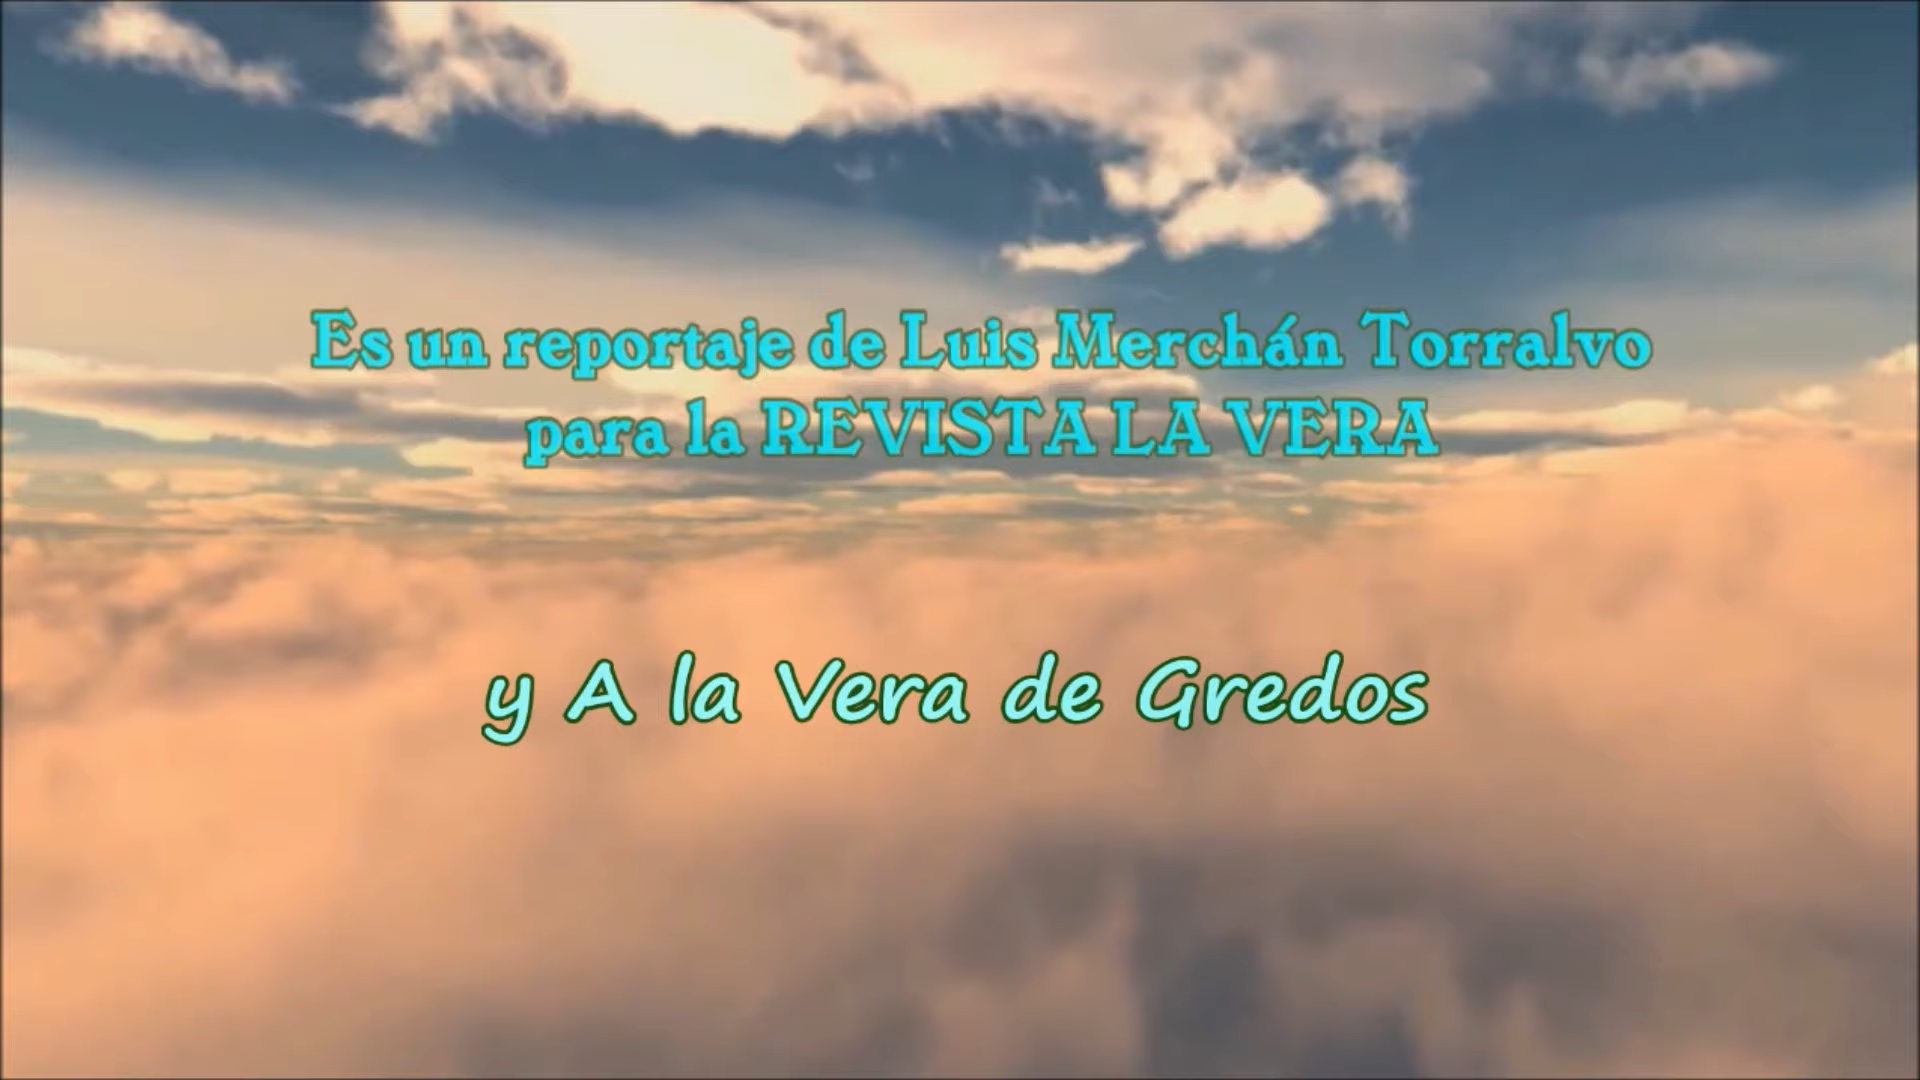 Es un reportaje de Luis Merchán Torralvo
para la REVISTA LA VERA
y A la Vera de Gredos